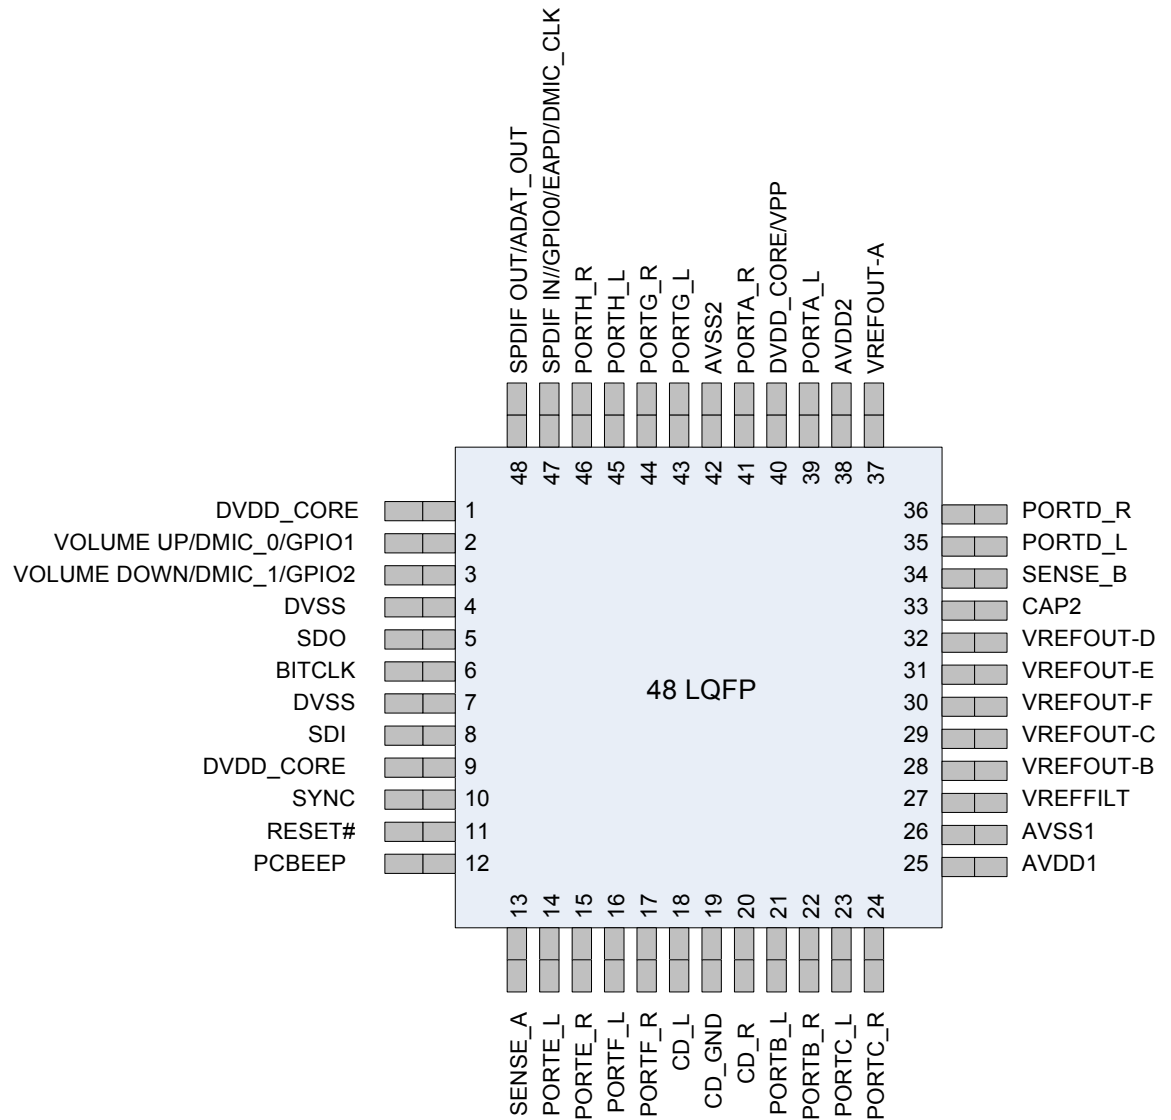 SPDIF OUT/ADAT_OUT
SPDIF IN//GPIO0/EAPD/DMIC_CLK
PORTH_R
PORTH_L
PORTG_R
PORTG_L
AVSS2
PORTA_R
DVDD_CORE/VPP
PORTA_L
AVDD2
VREFOUT-A
48
47
46
45
44
43
42
41
40
39
38
37
DVDD_CORE 1
VOLUME UP/DMIC_0/GPIO1 2
VOLUME DOWN/DMIC_1/GPIO2 3
DVSS 4
SDO 5
BITCLK 6
DVSS 7
SDI 8
DVDD_CORE 9
SYNC 10
RESET# 11
PCBEEP 12
48 LQFP
36 PORTD_R
35 PORTD_L
34 SENSE_B
33 CAP2
32 VREFOUT-D
31 VREFOUT-E
30 VREFOUT-F
29 VREFOUT-C
28 VREFOUT-B
27 VREFFILT
26 AVSS1
25 AVDD1
13
14
15
16
17
18
19
20
21
22
23
24
SENSE_A
PORTE_L
PORTE_R
PORTF_L
PORTF_R
CD_L
CD_GND
CD_R
PORTB_L
PORTB_R
PORTC_L
PORTC_R